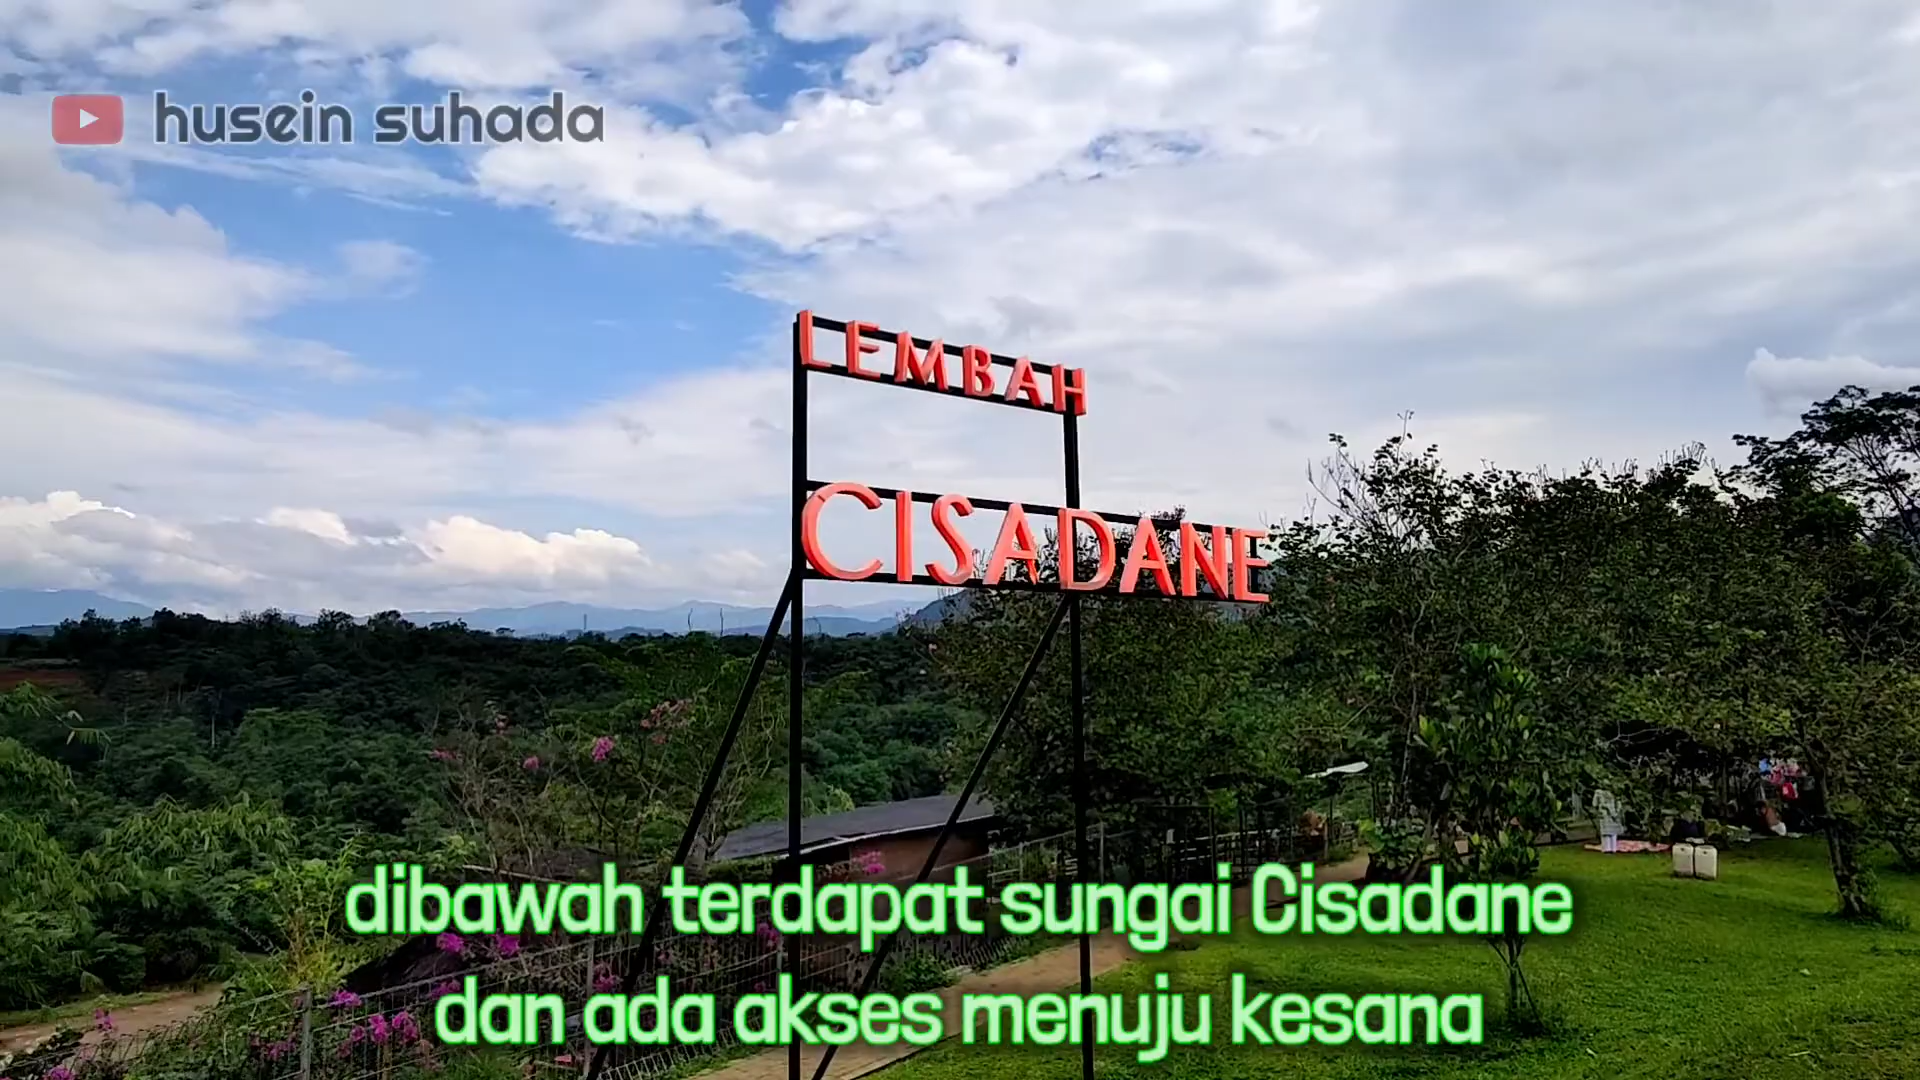 husein suhada
LEMBAH
CISADANE
dibawah terdapat sungai Cisadane
dan ada akses menuju kesana